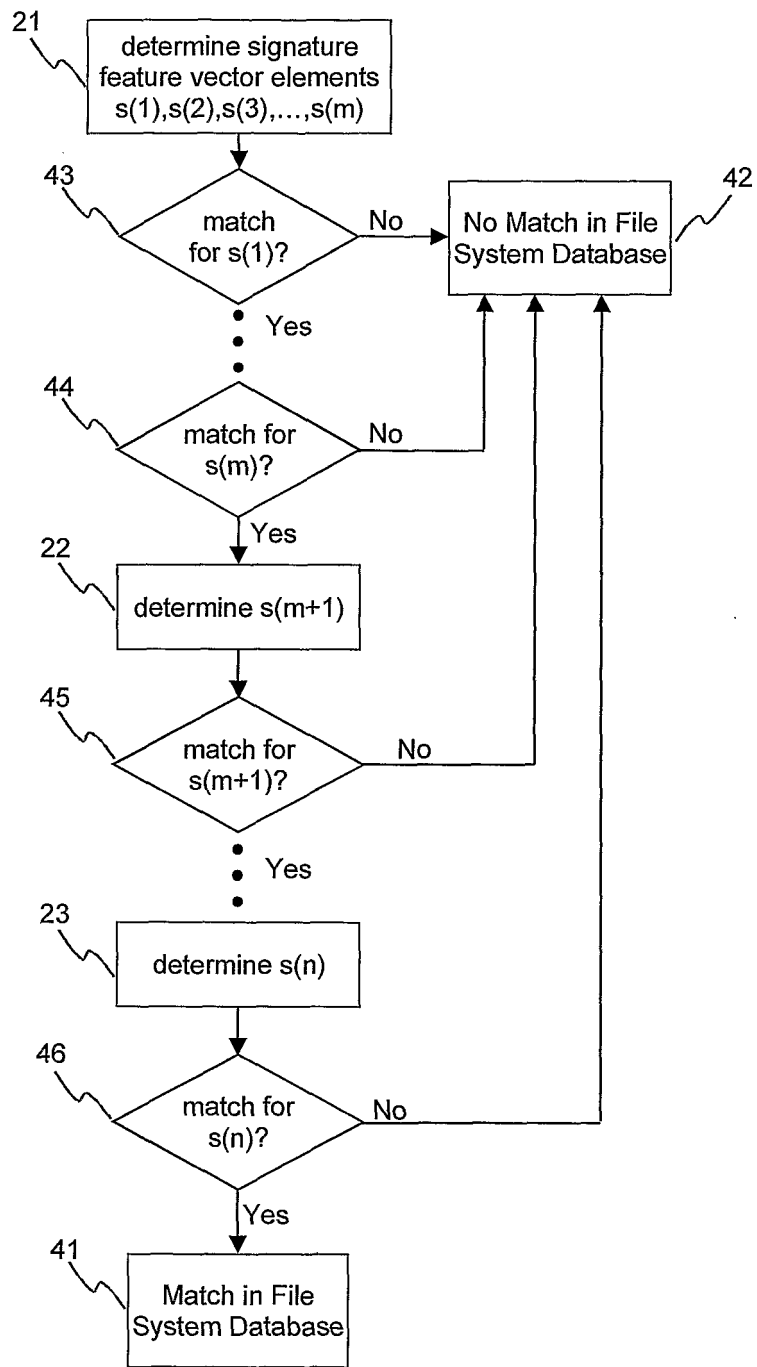 21
determine signature
feature vector elements
s(1),s(2),s(3),...,s(m)
43
match
for s(1)?
No
42
No Match in File
System Database
Yes
44
match for
s(m)?
No
Yes
22
determine s(m+1)
45
match for
s(m+1)?
No
Yes
23
determine s(n)
46
match for
s(n)?
No
Yes
41
Match in File
System Database